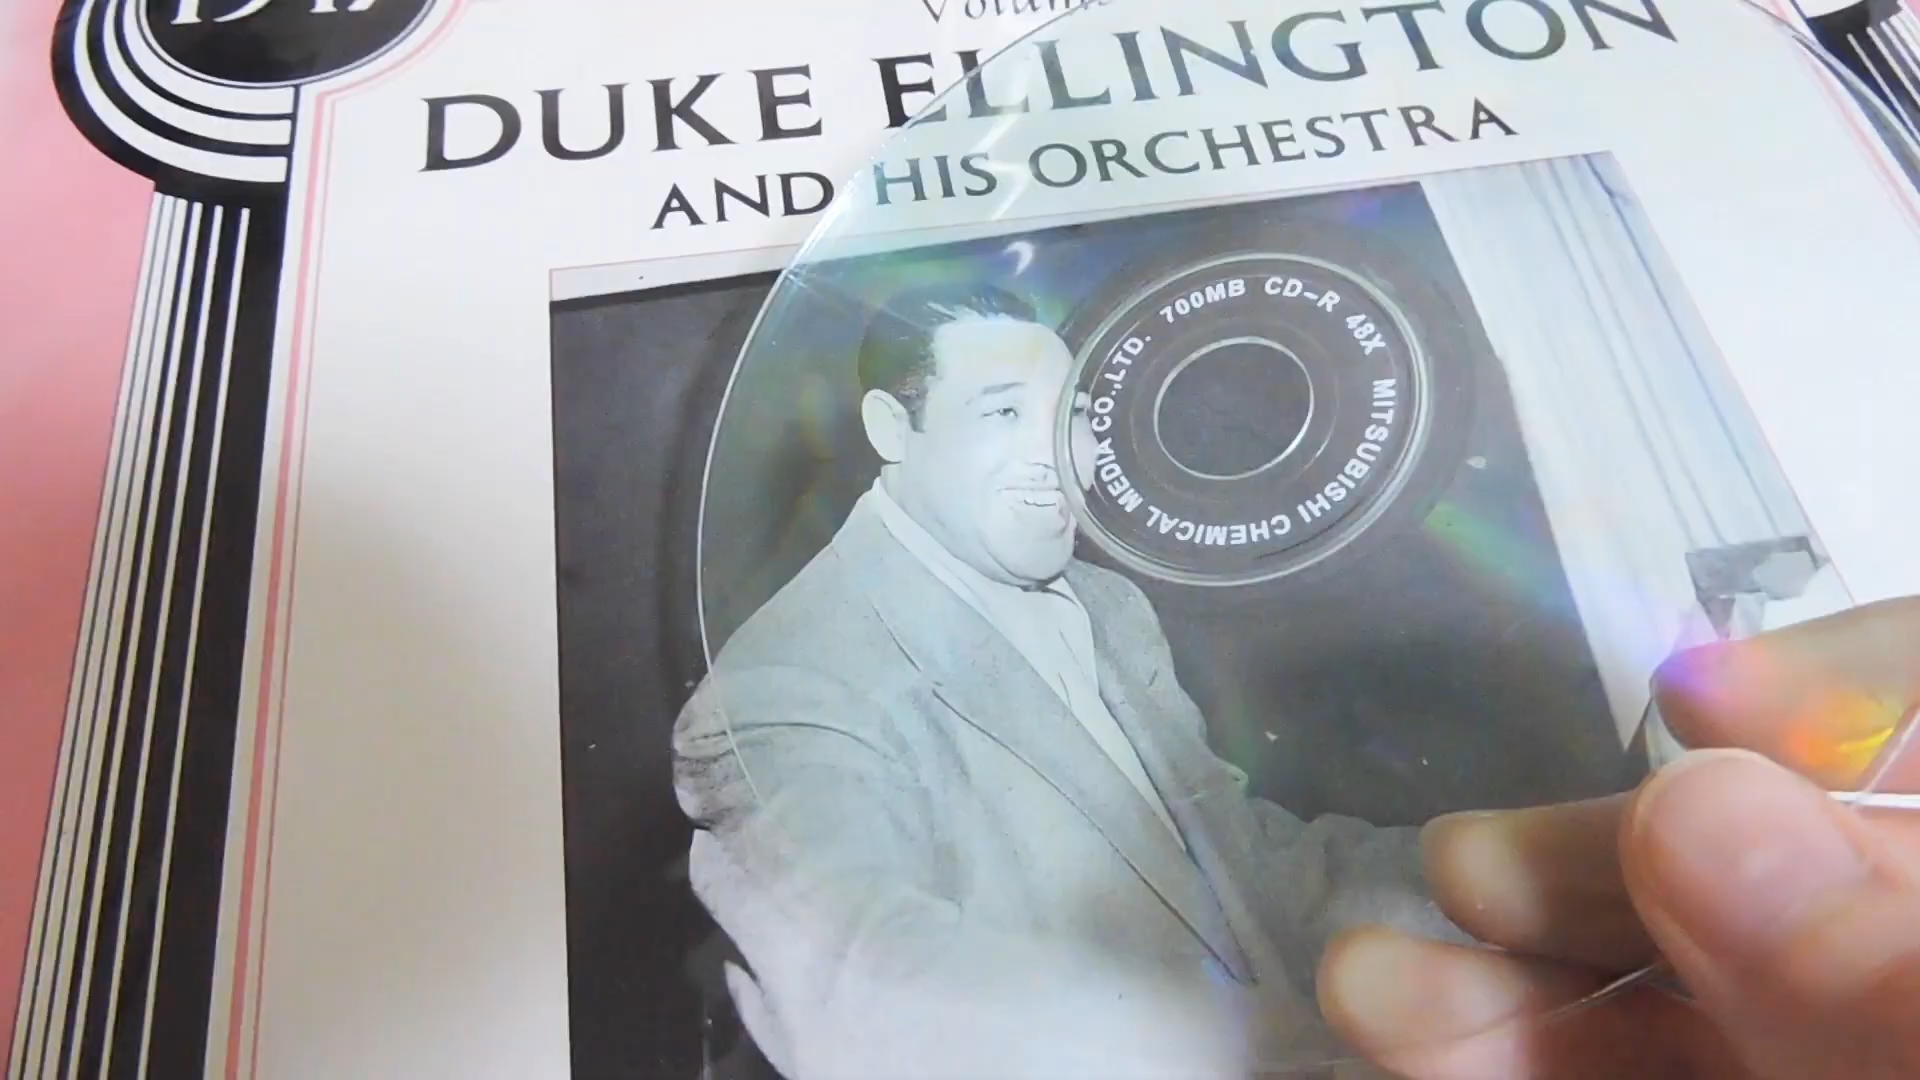 DUKE ELLINGTON
AND HIS ORCHESTRA
700MB CD-R 48X MITSUBISHI CHEMICAL MEDIA CO.,LTD.